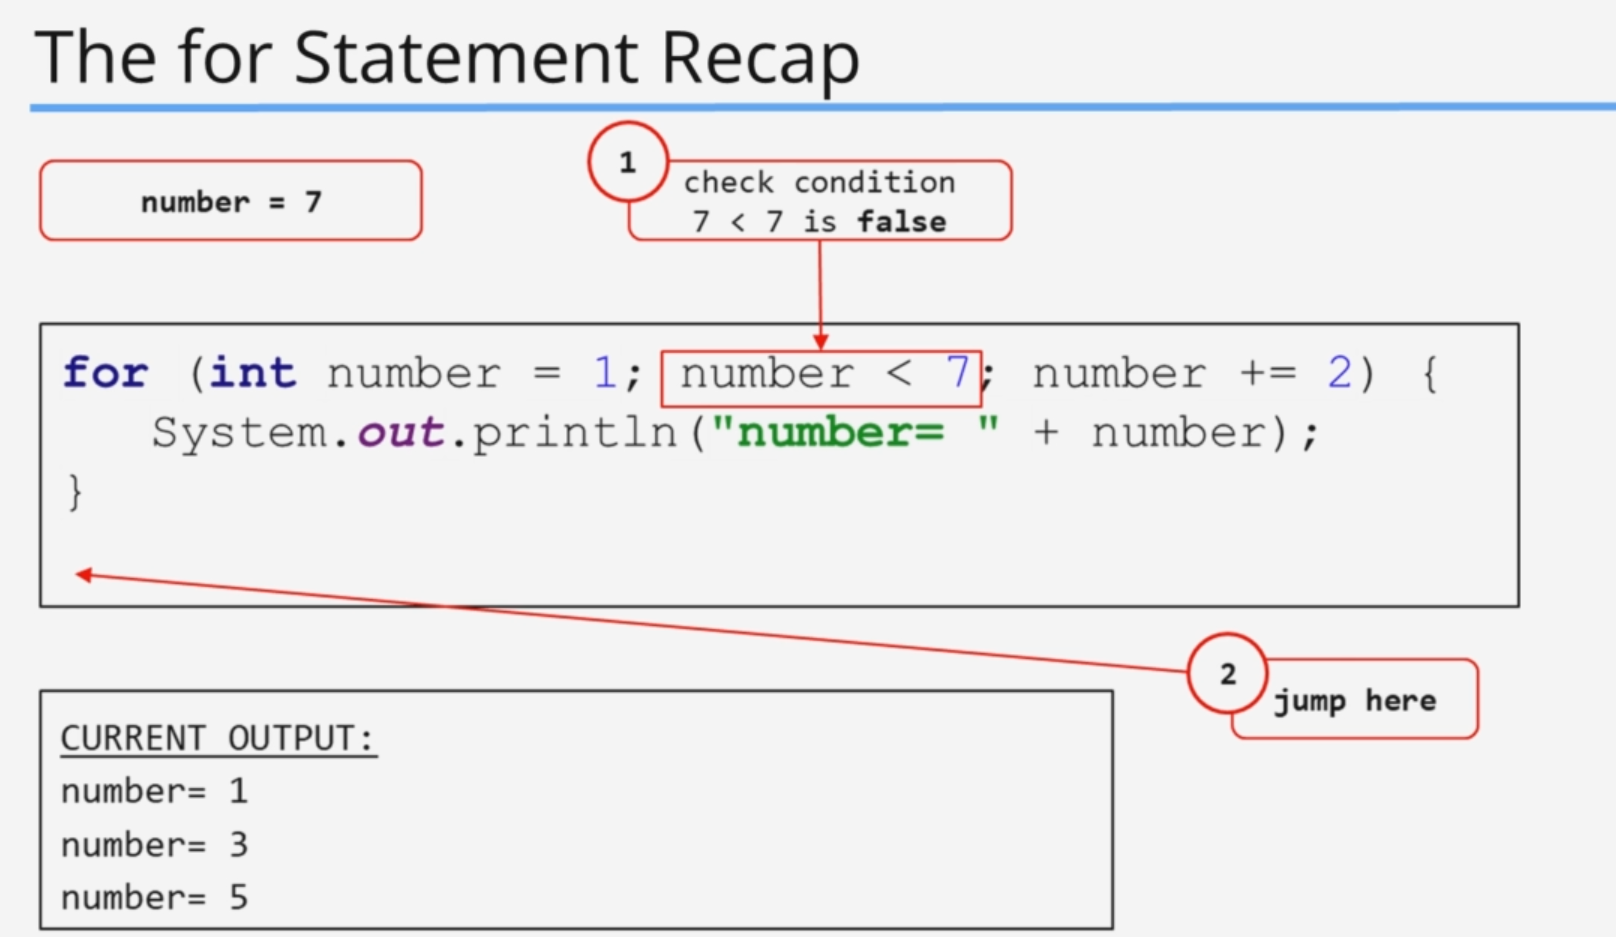 The for Statement Recap
number = 7
1
check condition
7 < 7 is false
for (int number = 1; number < 7; number += 2) {
System.out.println("number= " + number);
}
2
jump here
CURRENT OUTPUT:
number= 1
number= 3
number= 5